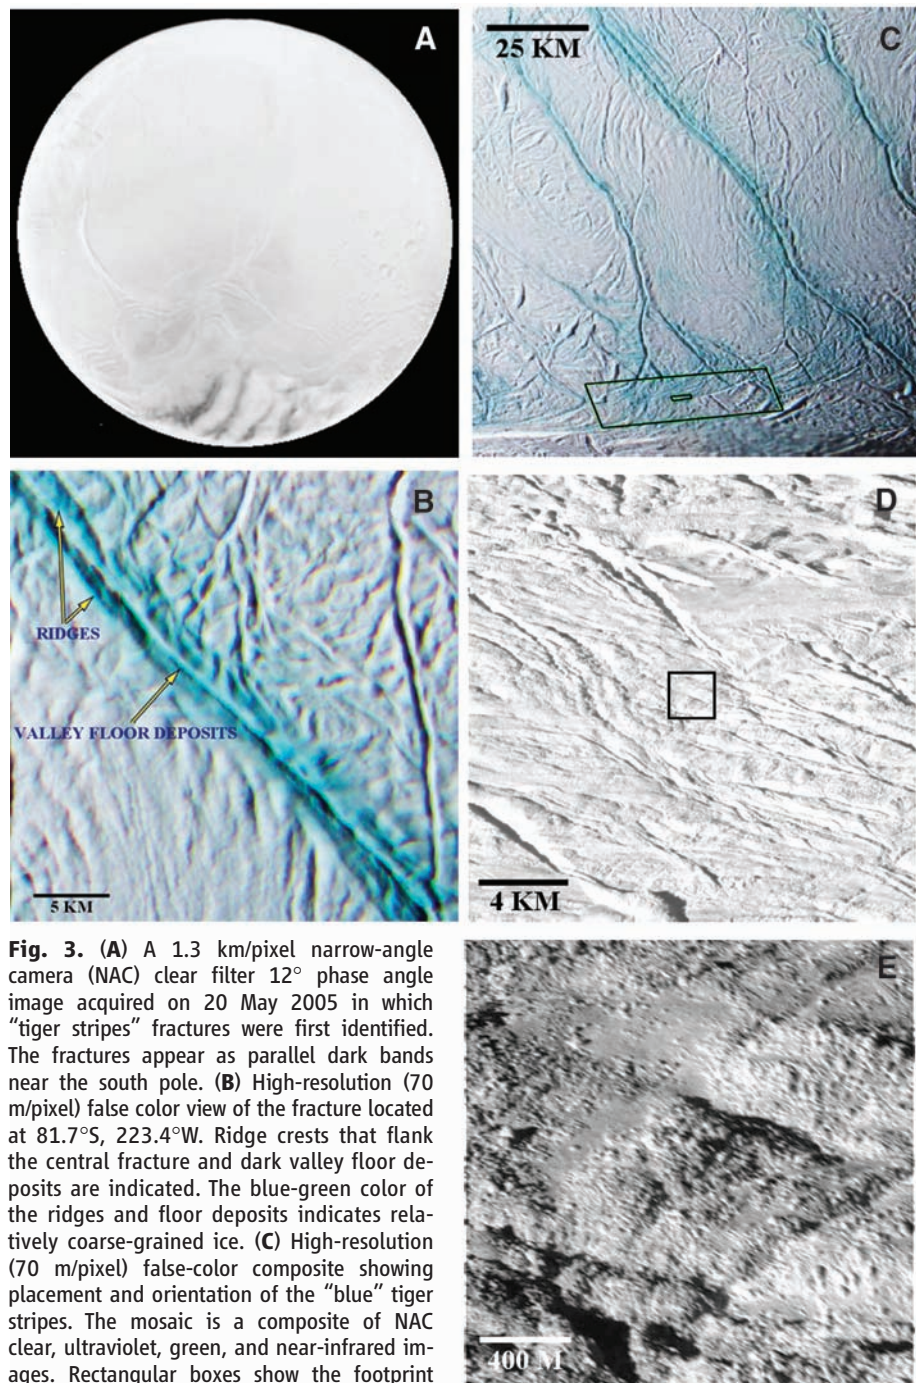 A
25 KM
C
B
RIDGES
VALLEY FLOOR DEPOSITS
5 KM
D
4 KM
Fig. 3. (A) A 1.3 km/pixel narrow-angle
camera (NAC) clear filter 12° phase angle
image acquired on 20 May 2005 in which
“tiger stripes” fractures were first identified.
The fractures appear as parallel dark bands
near the south pole. (B) High-resolution (70
m/pixel) false color view of the fracture located
at 81.7°S, 223.4°W. Ridge crests that flank
the central fracture and dark valley floor de-
posits are indicated. The blue-green color of
the ridges and floor deposits indicates rela-
tively coarse-grained ice. (C) High-resolution
(70 m/pixel) false-color composite showing
placement and orientation of the “blue” tiger
stripes. The mosaic is a composite of NAC
clear, ultraviolet, green, and near-infrared im-
ages. Rectangular boxes show the footprint
E
400 M